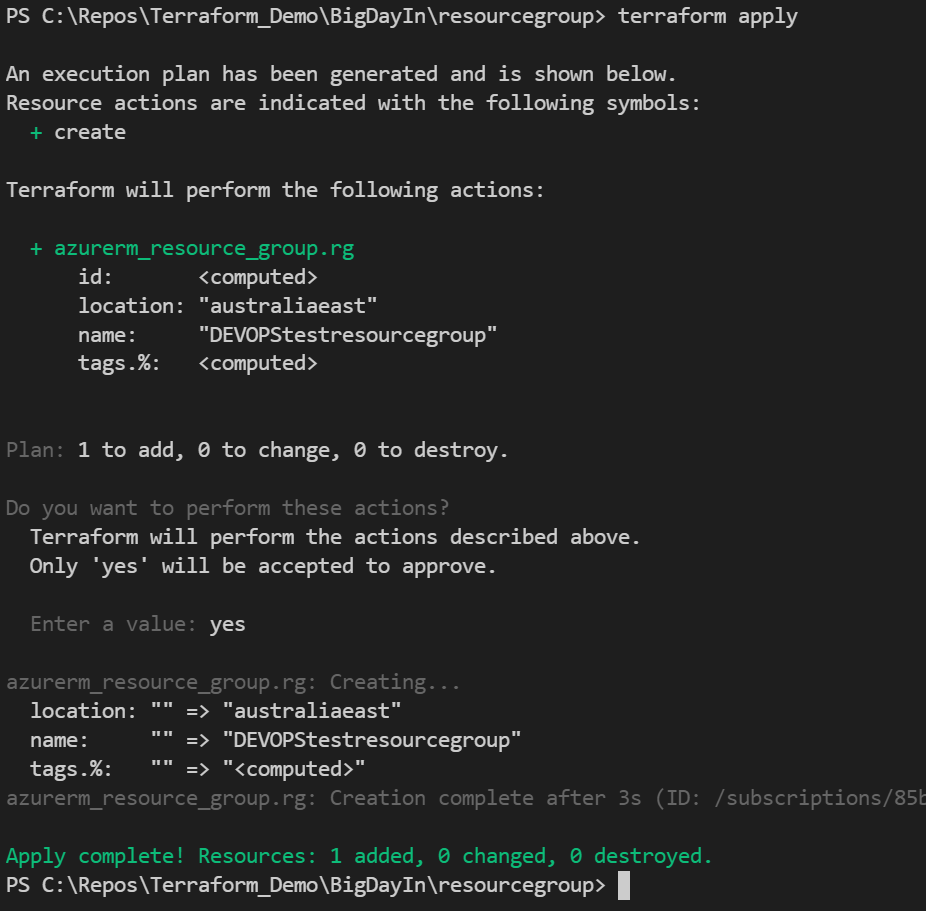 PS C:\Repos\Terraform_Demo\BigDayIn\resourcegroup> terraform apply
An execution plan has been generated and is shown below.
Resource actions are indicated with the following symbols:
  + create
Terraform will perform the following actions:
  + azurerm_resource_group.rg
      id:       <computed>
      location: "australiaeast"
      name:     "DEVOPStestresourcegroup"
      tags.%:   <computed>
Plan: 1 to add, 0 to change, 0 to destroy.
Do you want to perform these actions?
  Terraform will perform the actions described above.
  Only 'yes' will be accepted to approve.
  Enter a value: yes
azurerm_resource_group.rg: Creating...
  location: "" => "australiaeast"
  name:     "" => "DEVOPStestresourcegroup"
  tags.%:   "" => "<computed>"
azurerm_resource_group.rg: Creation complete after 3s (ID: /subscriptions/85b
Apply complete! Resources: 1 added, 0 changed, 0 destroyed.
PS C:\Repos\Terraform_Demo\BigDayIn\resourcegroup>